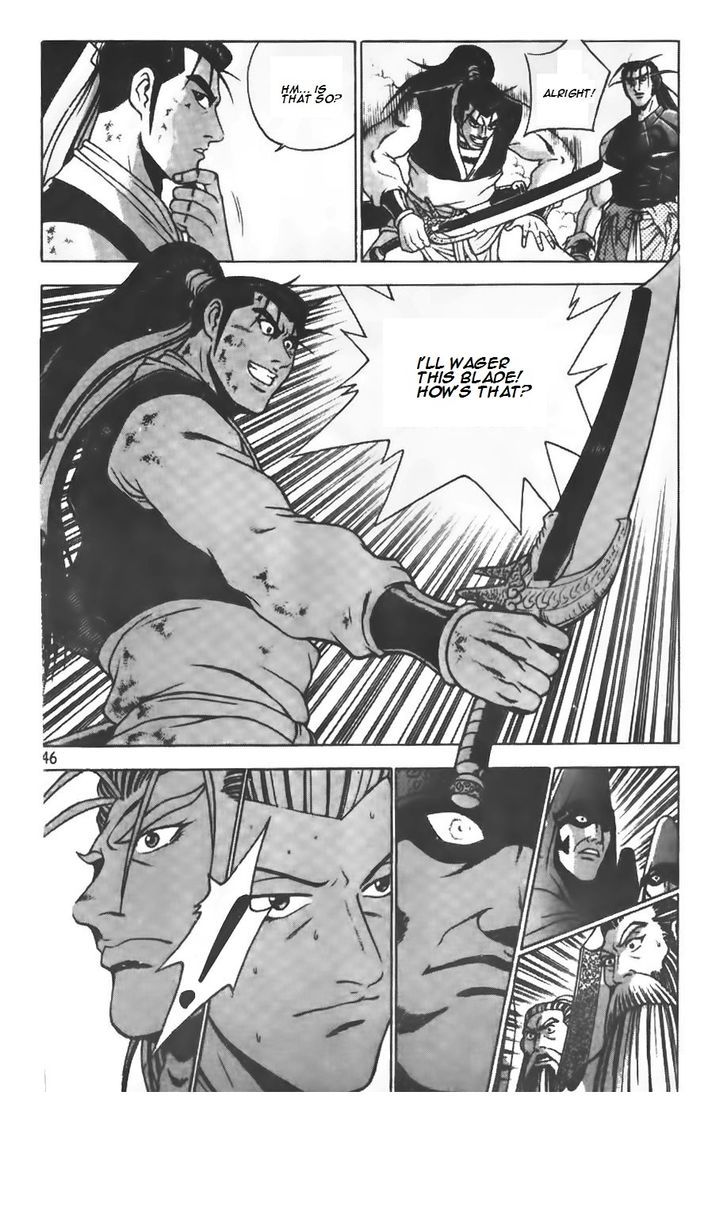 HM... IS
THAT SO?
ALRIGHT!
I'LL WAGER
THIS BLADE!
HOW'S THAT?
46
!